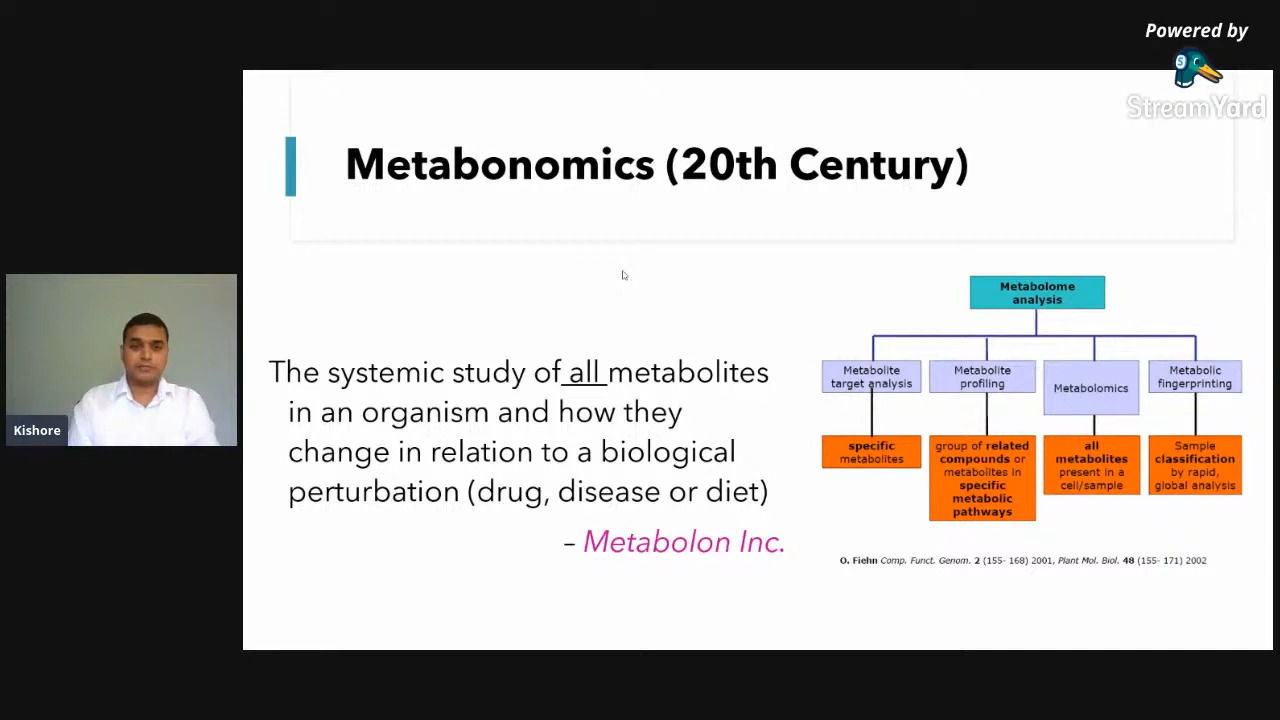 Powered by
StreamYard
Metabonomics (20th Century)
Kishore
The systemic study of all metabolites
in an organism and how they
change in relation to a biological
perturbation (drug, disease or diet)
– Metabolon Inc.
Metabolome
analysis
Metabolite
target analysis
Metabolite
profiling
Metabolomics
Metabolic
fingerprinting
specific
metabolites
group of related
compounds or
metabolites in
specific
metabolic
pathways
all
metabolites
present in a
cell/sample
Sample
classification
by rapid,
global analysis
O. Fiehn Comp. Funct. Genom. 2 (155- 168) 2001, Plant Mol. Biol. 48 (155- 171) 2002